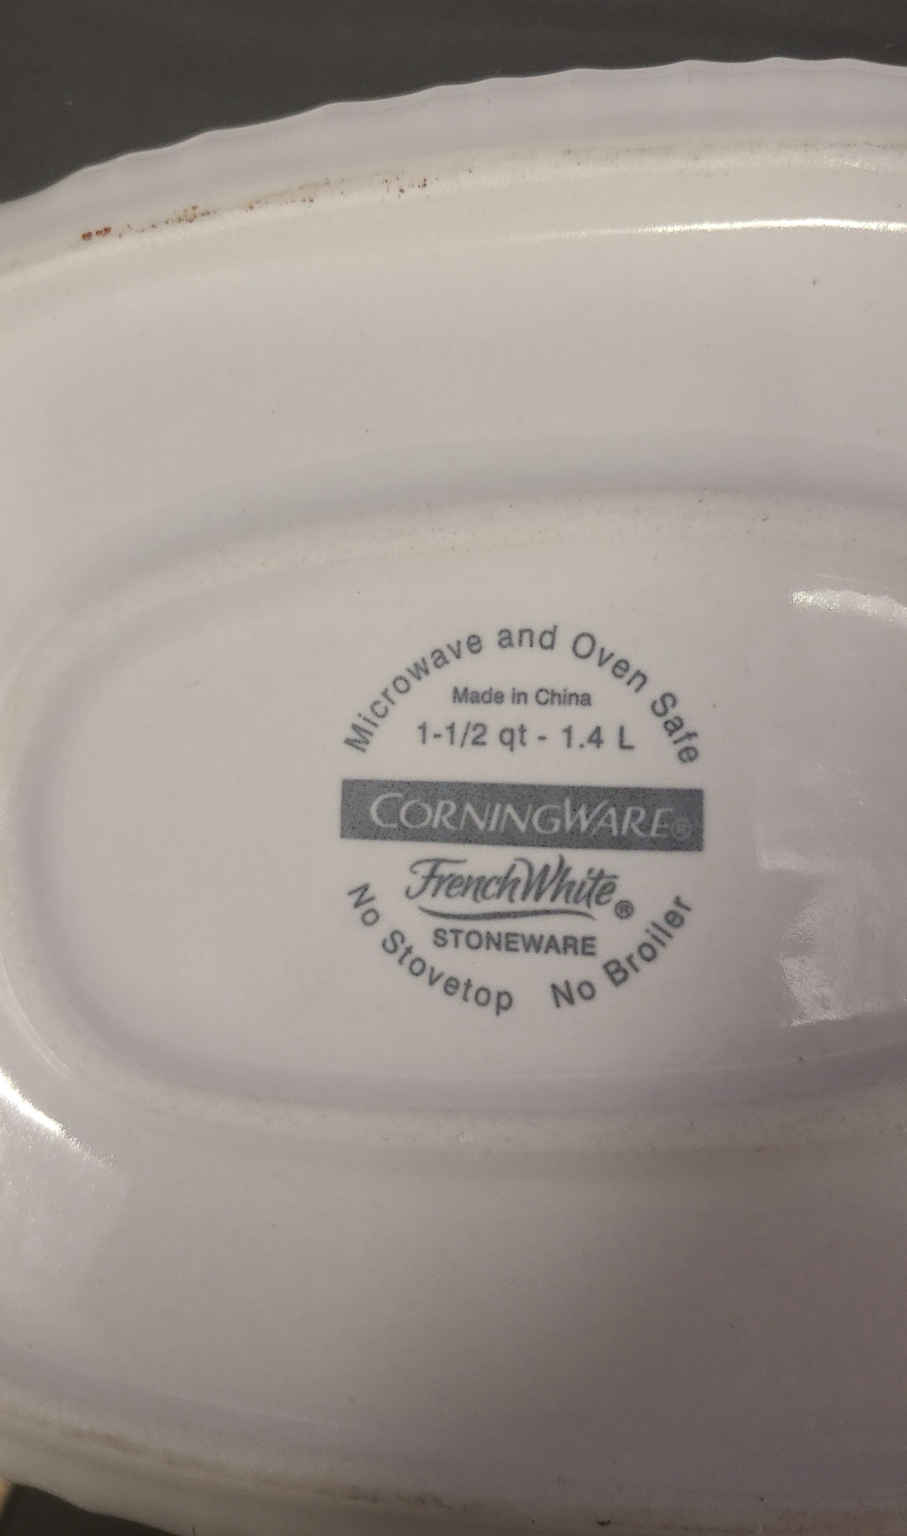 Microwave and Oven Safe
Made in China
1-1/2 qt - 1.4 L
CORNINGWARE®
French White®
STONEWARE
No Stovetop No Broiler